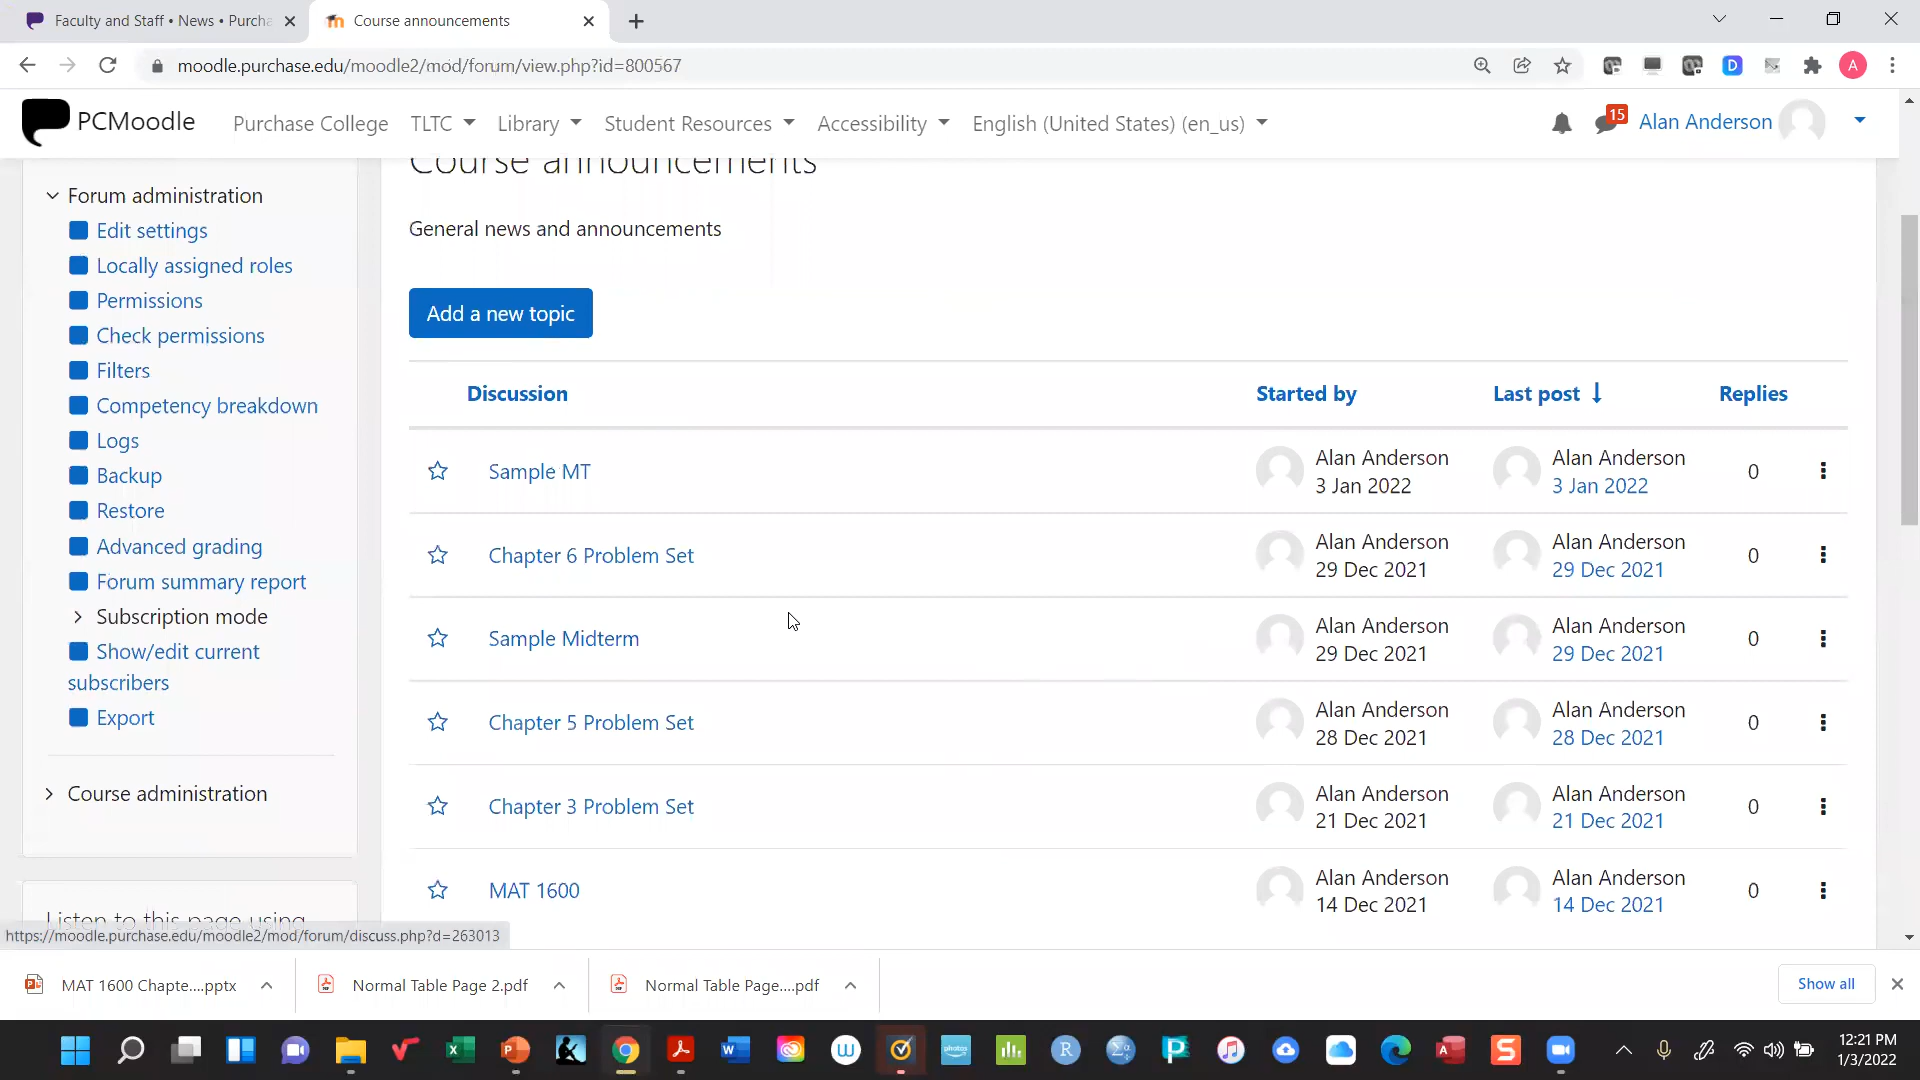 Faculty and Staff • News • Purcha
Course announcements
moodle.purchase.edu/moodle2/mod/forum/view.php?id=800567
A
PCMoodle
Purchase College
TLTC
Library
Student Resources
Accessibility
English (United States) (en_us)
15
Alan Anderson
Course announcements
Forum administration
Edit settings
Locally assigned roles
Permissions
Check permissions
Filters
Competency breakdown
Logs
Backup
Restore
Advanced grading
Forum summary report
Subscription mode
Show/edit current
subscribers
Export
Course administration
Listen to this page using
General news and announcements
Add a new topic
Discussion Started by Last post Replies
Sample MT Alan Anderson 3 Jan 2022 Alan Anderson 3 Jan 2022 0
Chapter 6 Problem Set Alan Anderson 29 Dec 2021 Alan Anderson 29 Dec 2021 0
Sample Midterm Alan Anderson 29 Dec 2021 Alan Anderson 29 Dec 2021 0
Chapter 5 Problem Set Alan Anderson 28 Dec 2021 Alan Anderson 28 Dec 2021 0
Chapter 3 Problem Set Alan Anderson 21 Dec 2021 Alan Anderson 21 Dec 2021 0
MAT 1600 Alan Anderson 14 Dec 2021 Alan Anderson 14 Dec 2021 0
https://moodle.purchase.edu/moodle2/mod/forum/discuss.php?d=263013
MAT 1600 Chapte....pptx
Normal Table Page 2.pdf
Normal Table Page....pdf
Show all
12:21 PM
1/3/2022